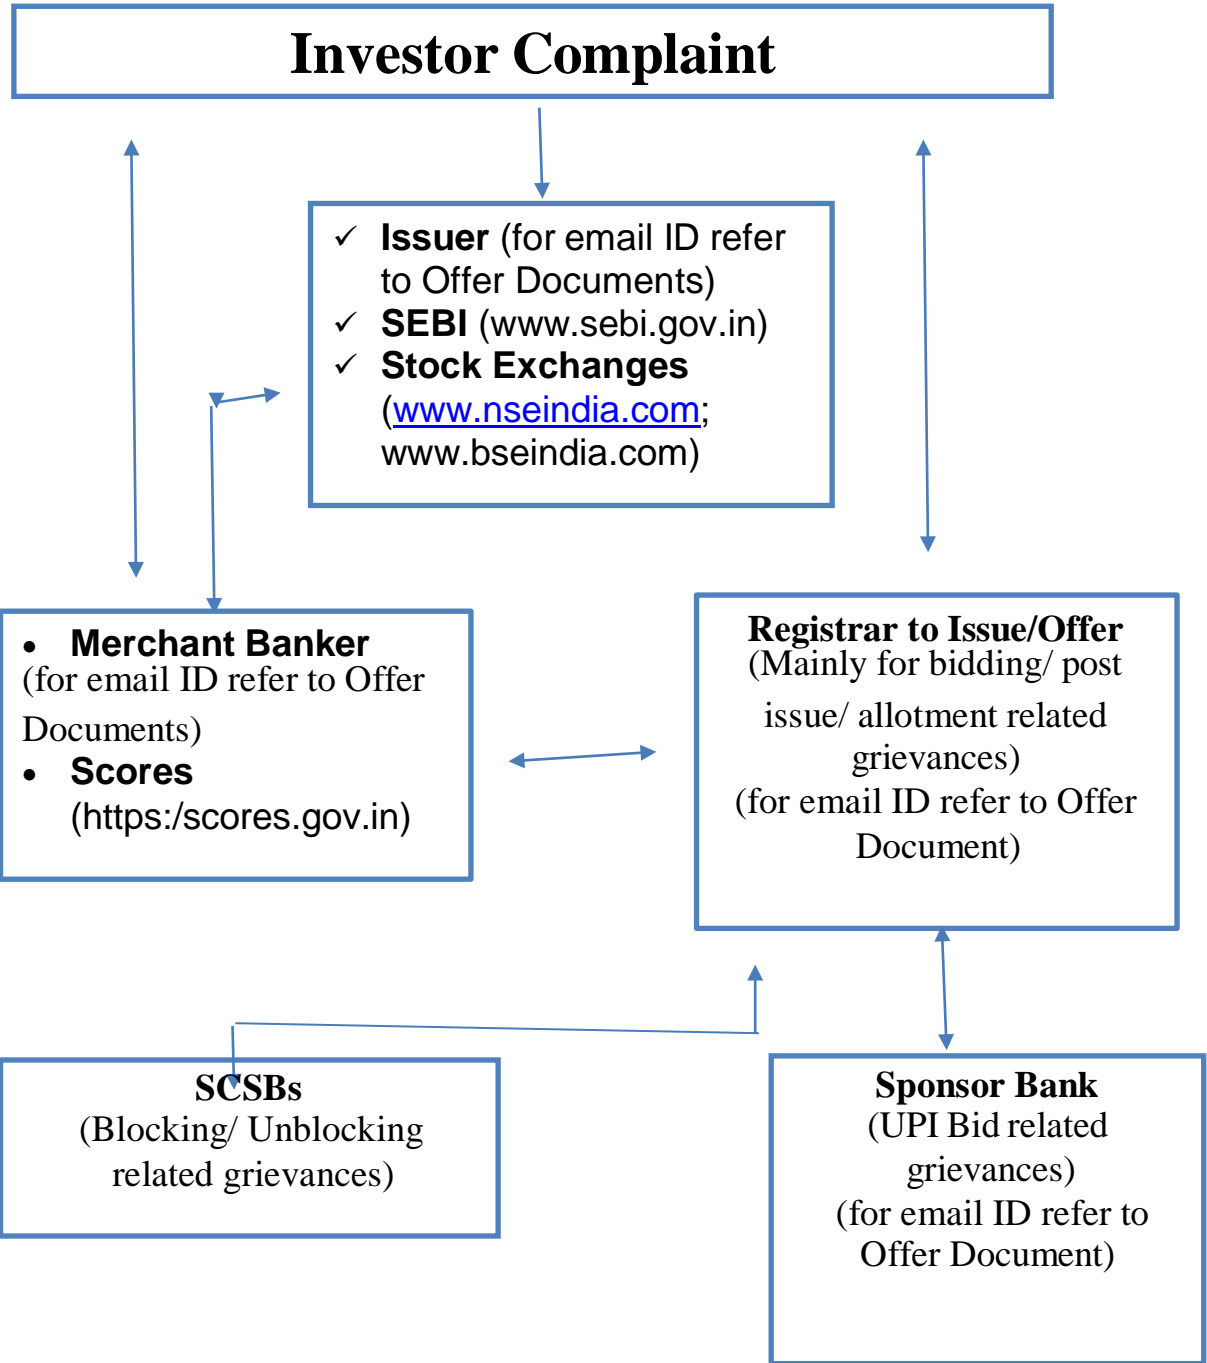 Investor Complaint
✓ Issuer (for email ID refer
to Offer Documents)
✓ SEBI (www.sebi.gov.in)
✓ Stock Exchanges
(www.nseindia.com;
www.bseindia.com)
• Merchant Banker
(for email ID refer to Offer
Documents)
• Scores
(https:/scores.gov.in)
Registrar to Issue/Offer
(Mainly for bidding/ post
issue/ allotment related
grievances)
(for email ID refer to Offer
Document)
SCSBs
(Blocking/ Unblocking
related grievances)
Sponsor Bank
(UPI Bid related
grievances)
(for email ID refer to
Offer Document)